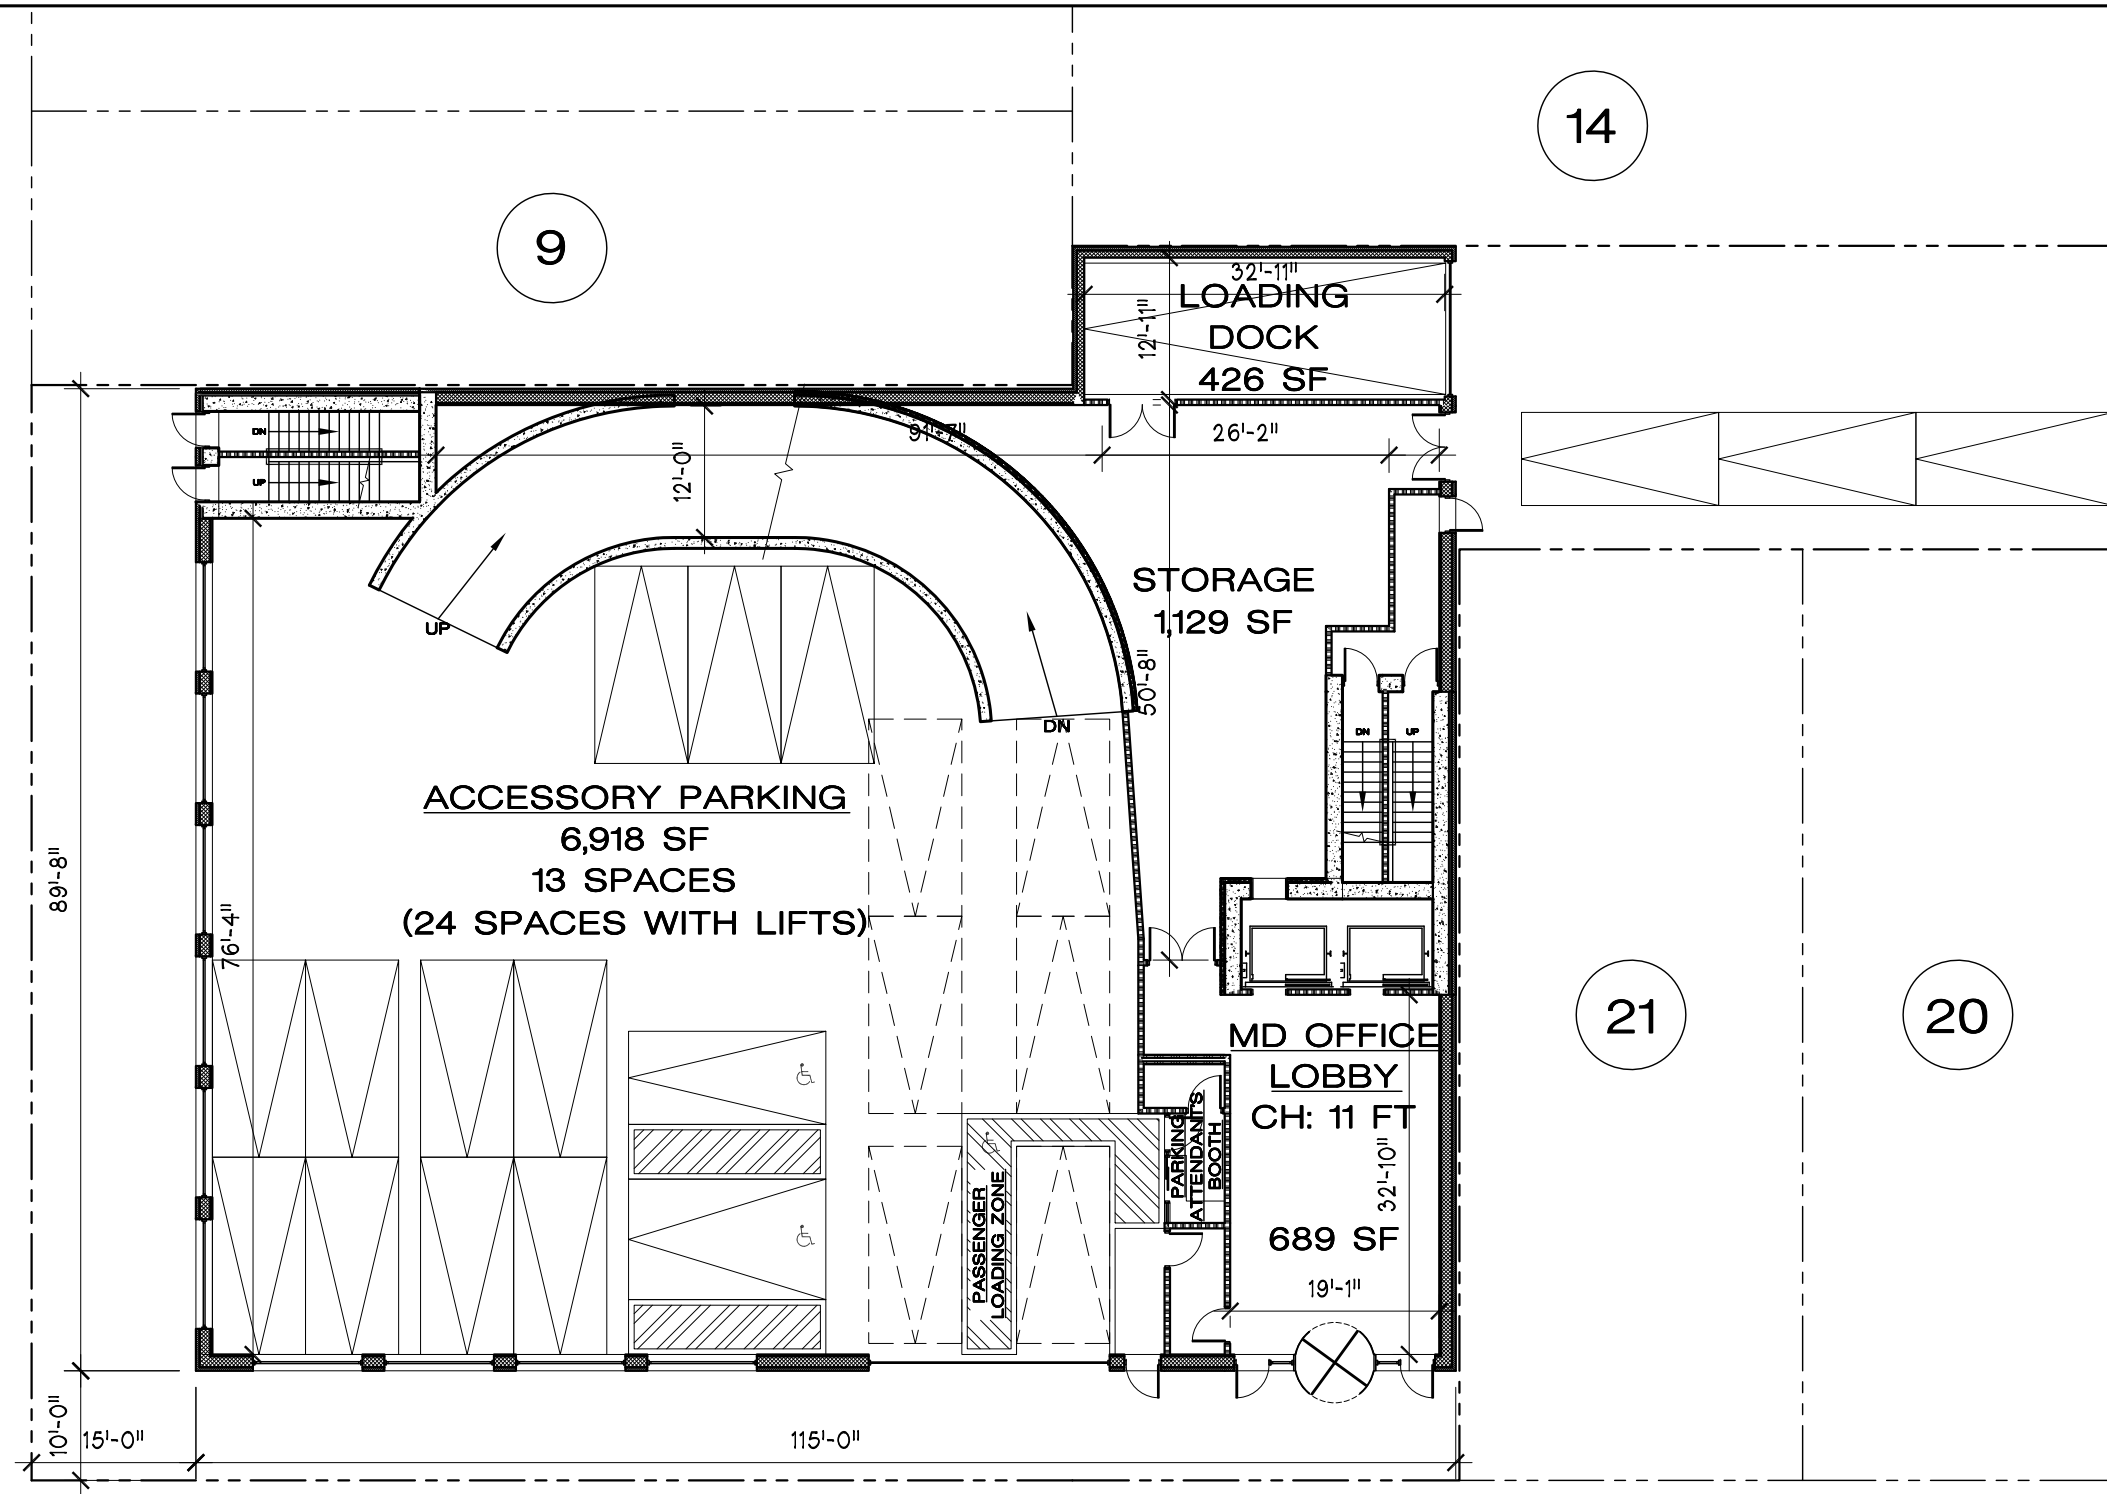 14
9
32'-11"
LOADING
DOCK
426 SF
12'-11"
91'-7"
26'-2"
DN
UP
12'-0"
STORAGE
1,129 SF
UP
50'-8"
DN
DN
UP
ACCESSORY PARKING
6,918 SF
13 SPACES
(24 SPACES WITH LIFTS)
89'-8"
76'-4"
21
20
MD OFFICE
LOBBY
CH: 11 FT
PARKING
ATTENDANT'S
BOOTH
32'-10"
PASSENGER
LOADING ZONE
689 SF
19'-1"
10'-0"
15'-0"
115'-0"